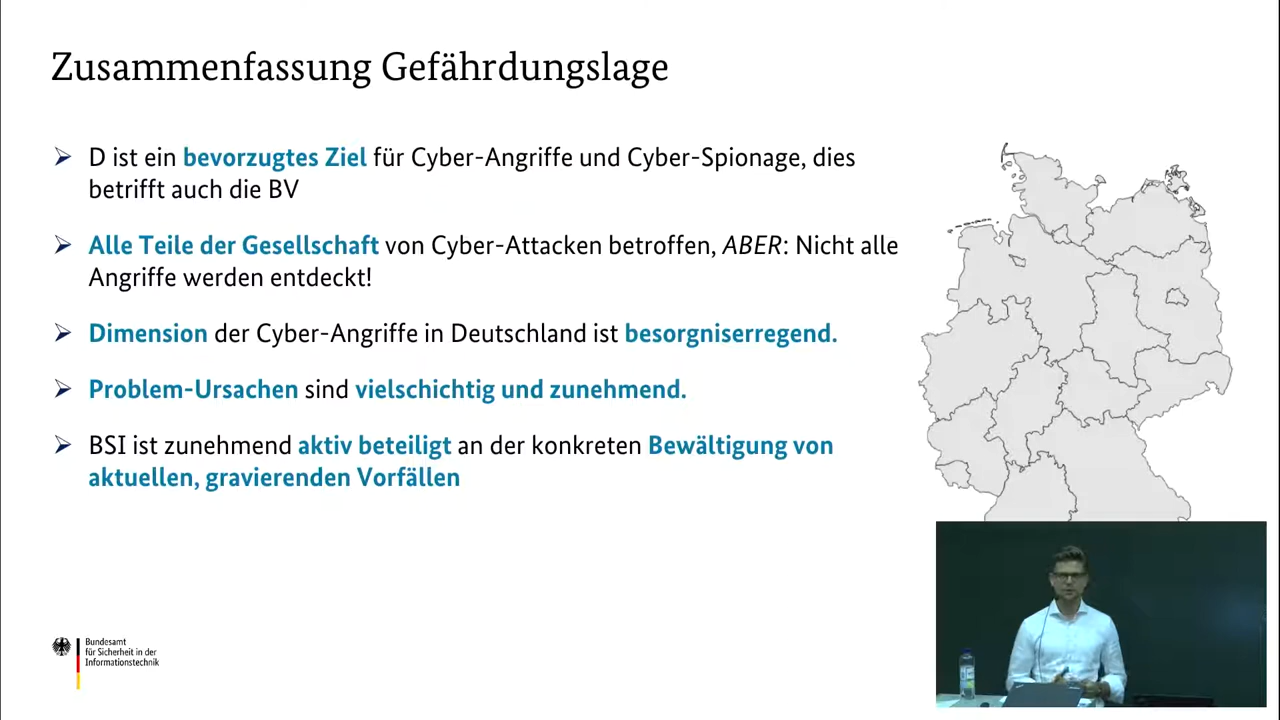 Zusammenfassung Gefährdungslage
D ist ein bevorzugtes Ziel für Cyber-Angriffe und Cyber-Spionage, dies
betrifft auch die BV
Alle Teile der Gesellschaft von Cyber-Attacken betroffen, ABER: Nicht alle
Angriffe werden entdeckt!
Dimension der Cyber-Angriffe in Deutschland ist besorgniserregend.
Problem-Ursachen sind vielschichtig und zunehmend.
BSI ist zunehmend aktiv beteiligt an der konkreten Bewältigung von
aktuellen, gravierenden Vorfällen
Bundesamt
für Sicherheit in der
Informationstechnik